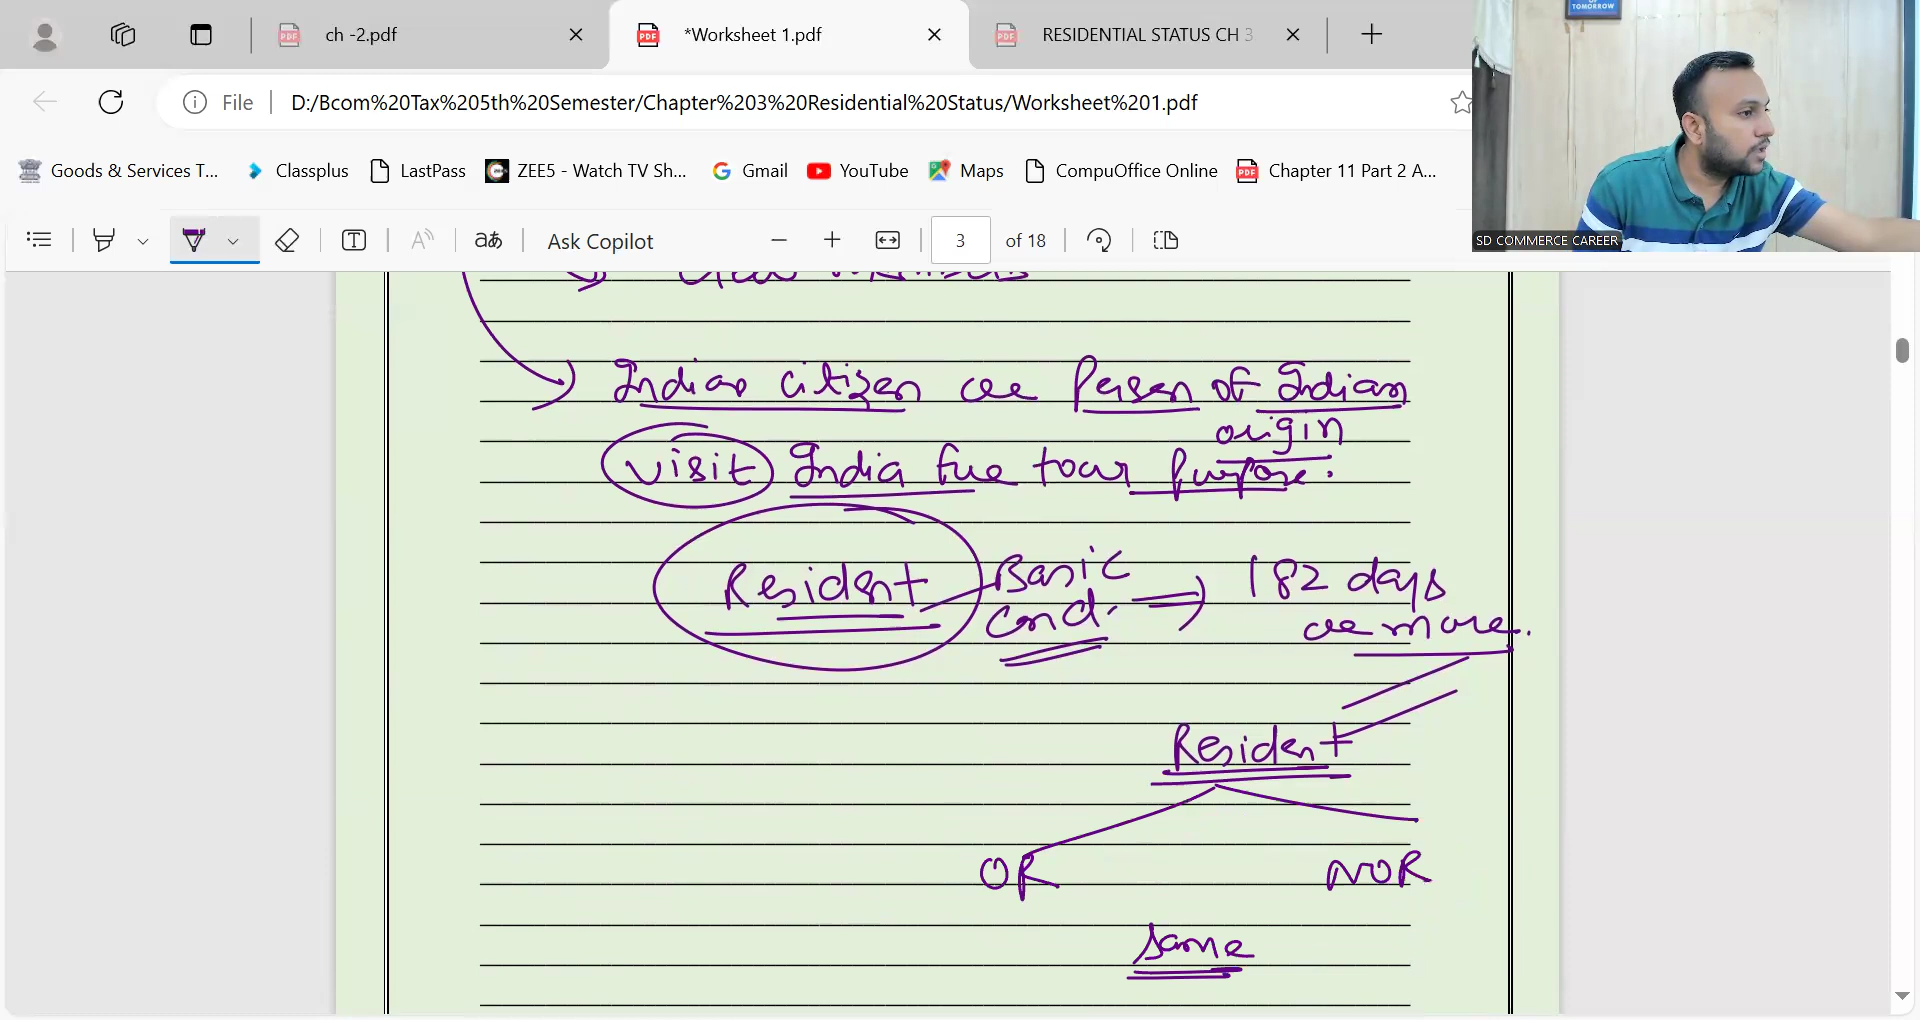 OF
TOMORROW
ch -2.pdf
*Worksheet 1.pdf
RESIDENTIAL STATUS CH 3
File
D:/Bcom%20Tax%205th%20Semester/Chapter%203%20Residential%20Status/Worksheet%201.pdf
Goods & Services T...
Classplus
LastPass
ZEE5 - Watch TV Sh...
Gmail
YouTube
Maps
CompuOffice Online
Chapter 11 Part 2 A...
Ask Copilot
3
of 18
SD COMMERCE CAREER
Indian citizen or Person of Indian
origin
visit India for tour purpose.
Resident
Basic
cond.
182 days
or more.
Resident
OR
NOR
Same